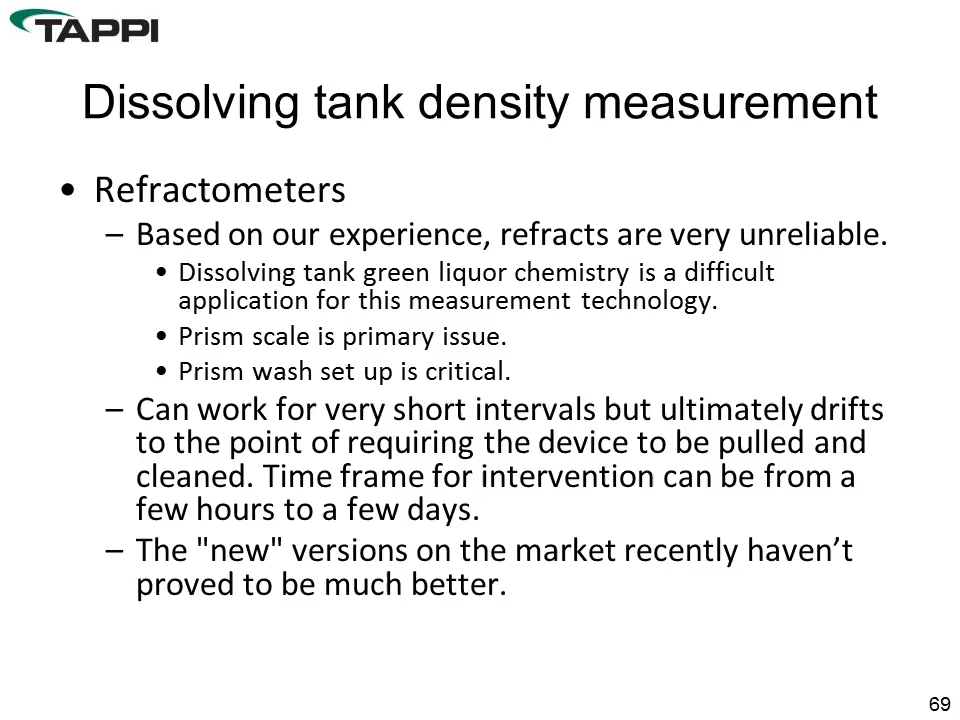 TAPPI
Dissolving tank density measurement
• Refractometers
– Based on our experience, refracts are very unreliable.
• Dissolving tank green liquor chemistry is a difficult
application for this measurement technology.
• Prism scale is primary issue.
• Prism wash set up is critical.
– Can work for very short intervals but ultimately drifts
to the point of requiring the device to be pulled and
cleaned. Time frame for intervention can be from a
few hours to a few days.
– The "new" versions on the market recently haven’t
proved to be much better.
69